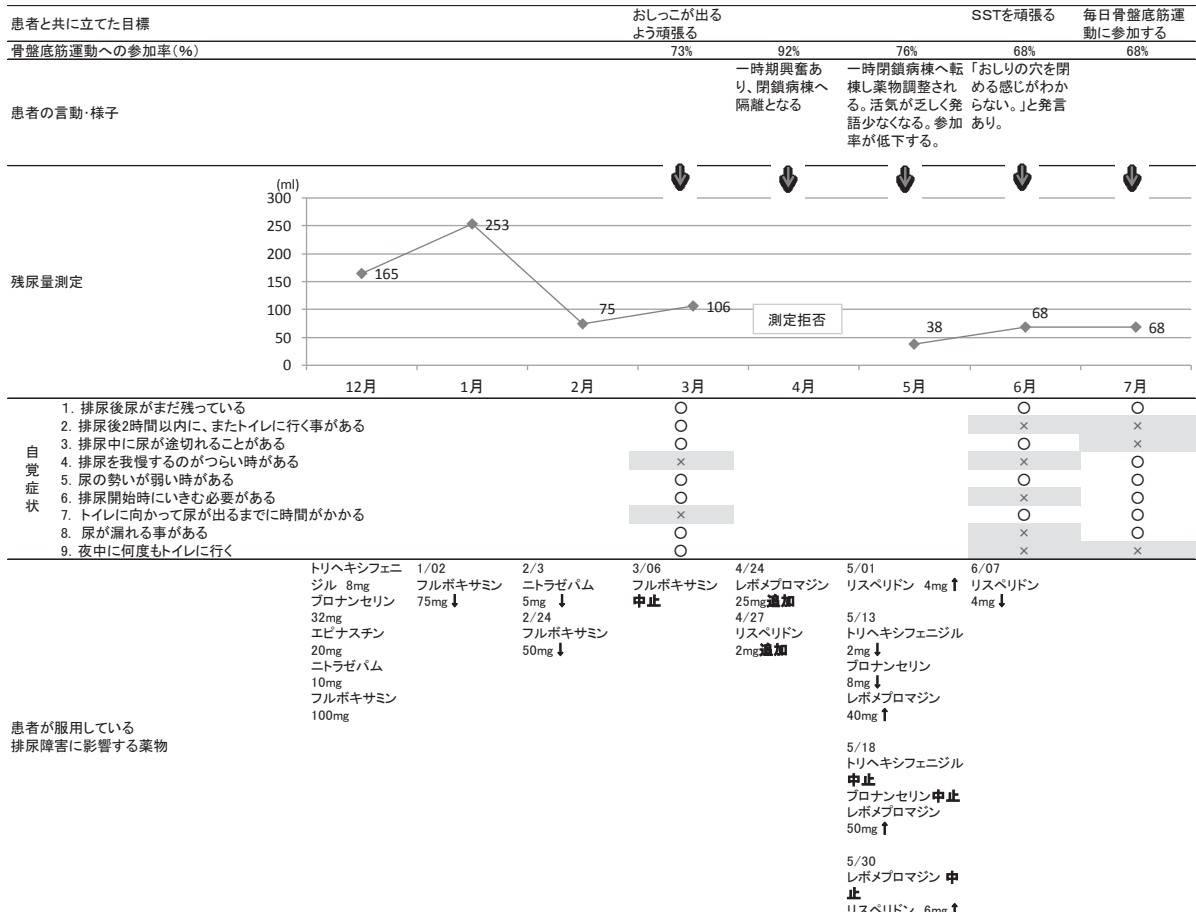 患者と共に立てた目標
おしっこが出る
よう頑張る
SSTを頑張る
毎日骨盤底筋運
動に参加する
骨盤底筋運動への参加率(%)
73%
92%
76%
68%
68%
患者の言動・様子
一時期興奮あ
り、閉鎖病棟へ
隔離となる
一時閉鎖病棟へ転
棟し薬物調整され
る。活気が乏しく発
語少なくなる。参加
率が低下する。
「おしりの穴を閉
める感じがわか
らない。」と発言
あり。
残尿量測定
(ml)
300
250
200
150
100
50
0
165
253
75
106
測定拒否
38
68
68
12月
1月
2月
3月
4月
5月
6月
7月
自覚症状
1. 排尿後尿がまだ残っている ○ ○ ○
2. 排尿後2時間以内に、またトイレに行く事がある ○ × ×
3. 排尿中に尿が途切れることがある ○ ○ ×
4. 排尿を我慢するのがつらい時がある × × ○
5. 尿の勢いが弱い時がある ○ ○ ○
6. 排尿開始時にいきむ必要がある ○ × ○
7. トイレに向かって尿が出るまでに時間がかかる × ○ ○
8. 尿が漏れる事がある ○ × ○
9. 夜中に何度もトイレに行く ○ × ×
患者が服用している
排尿障害に影響する薬物
トリヘキシフェニ
ジル 8mg
ブロナンセリン
32mg
エピナスチン
20mg
ニトラゼパム
10mg
フルボキサミン
100mg
1/02
フルボキサミン
75mg↓
2/3
ニトラゼパム
5mg ↓
2/24
フルボキサミン
50mg↓
3/06
フルボキサミン
中止
4/24
レボメプロマジン
25mg追加
4/27
リスペリドン
2mg追加
5/01
リスペリドン 4mg↑
5/13
トリヘキシフェニジル
2mg↓
ブロナンセリン
8mg↓
レボメプロマジン
40mg↑
5/18
トリヘキシフェニジル
中止
ブロナンセリン中止
レボメプロマジン
50mg↑
5/30
レボメプロマジン 中
止
リスペリドン 6mg↑
6/07
リスペリドン
4mg↓